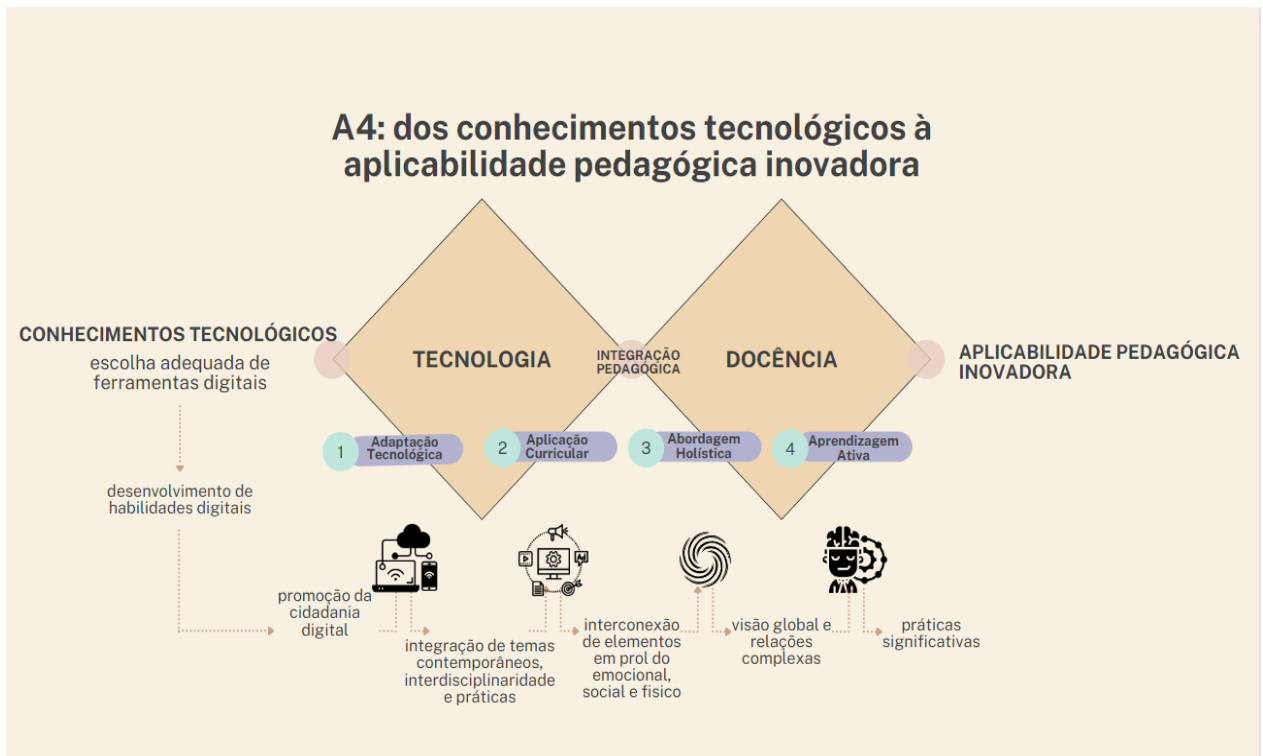 A4: dos conhecimentos tecnológicos à
aplicabilidade pedagógica inovadora
CONHECIMENTOS TECNOLÓGICOS
escolha adequada de
ferramentas digitais
TECNOLOGIA
INTEGRAÇÃO
PEDAGÓGICA
DOCÊNCIA
APLICABILIDADE PEDAGÓGICA
INOVADORA
1
Adaptação
Tecnológica
2
Aplicação
Curricular
3
Abordagem
Holística
4
Aprendizagem
Ativa
desenvolvimento de
habilidades digitais
promoção da
cidadania
digital
integração de temas
contemporâneos,
interdisciplinaridade
e práticas
interconexão
de elementos
em prol do
emocional,
social e fisico
visão global e
relações
complexas
práticas
significativas
Ad